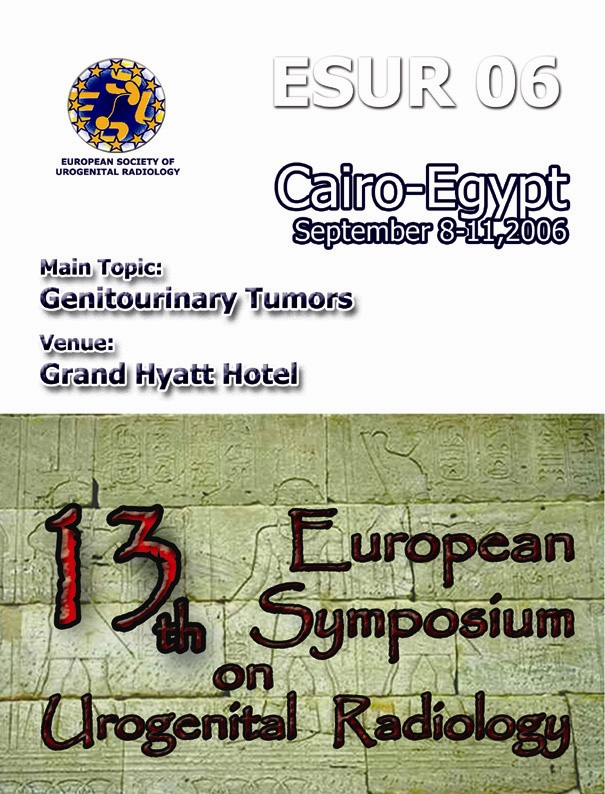 ESUR 06
EUROPEAN SOCIETY OF
UROGENITAL RADIOLOGY
Cairo-Egypt
September 8-11,2006
Main Topic:
Genitourinary Tumors
Venue:
Grand Hyatt Hotel
13th European
Symposium
on
Urogenital Radiology